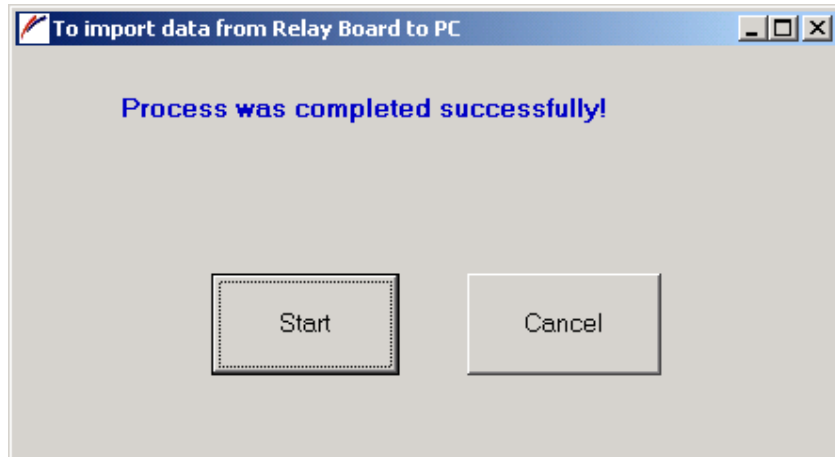 To import data from Relay Board to PC
Process was completed successfully!
Start
Cancel